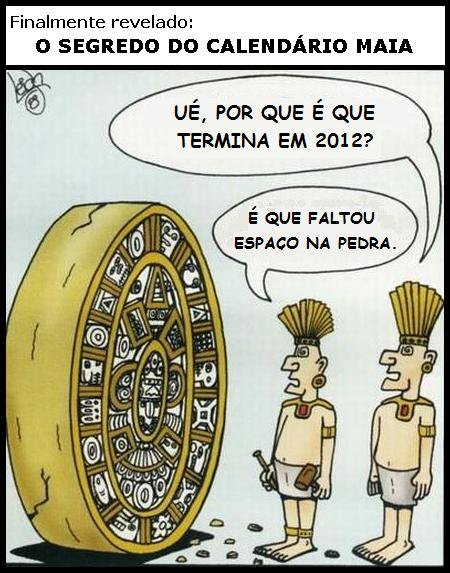 Finalmente revelado:
O SEGREDO DO CALENDÁRIO MAIA
UÉ, POR QUE É QUE
TERMINA EM 2012?
É QUE FALTOU
ESPAÇO NA PEDRA.